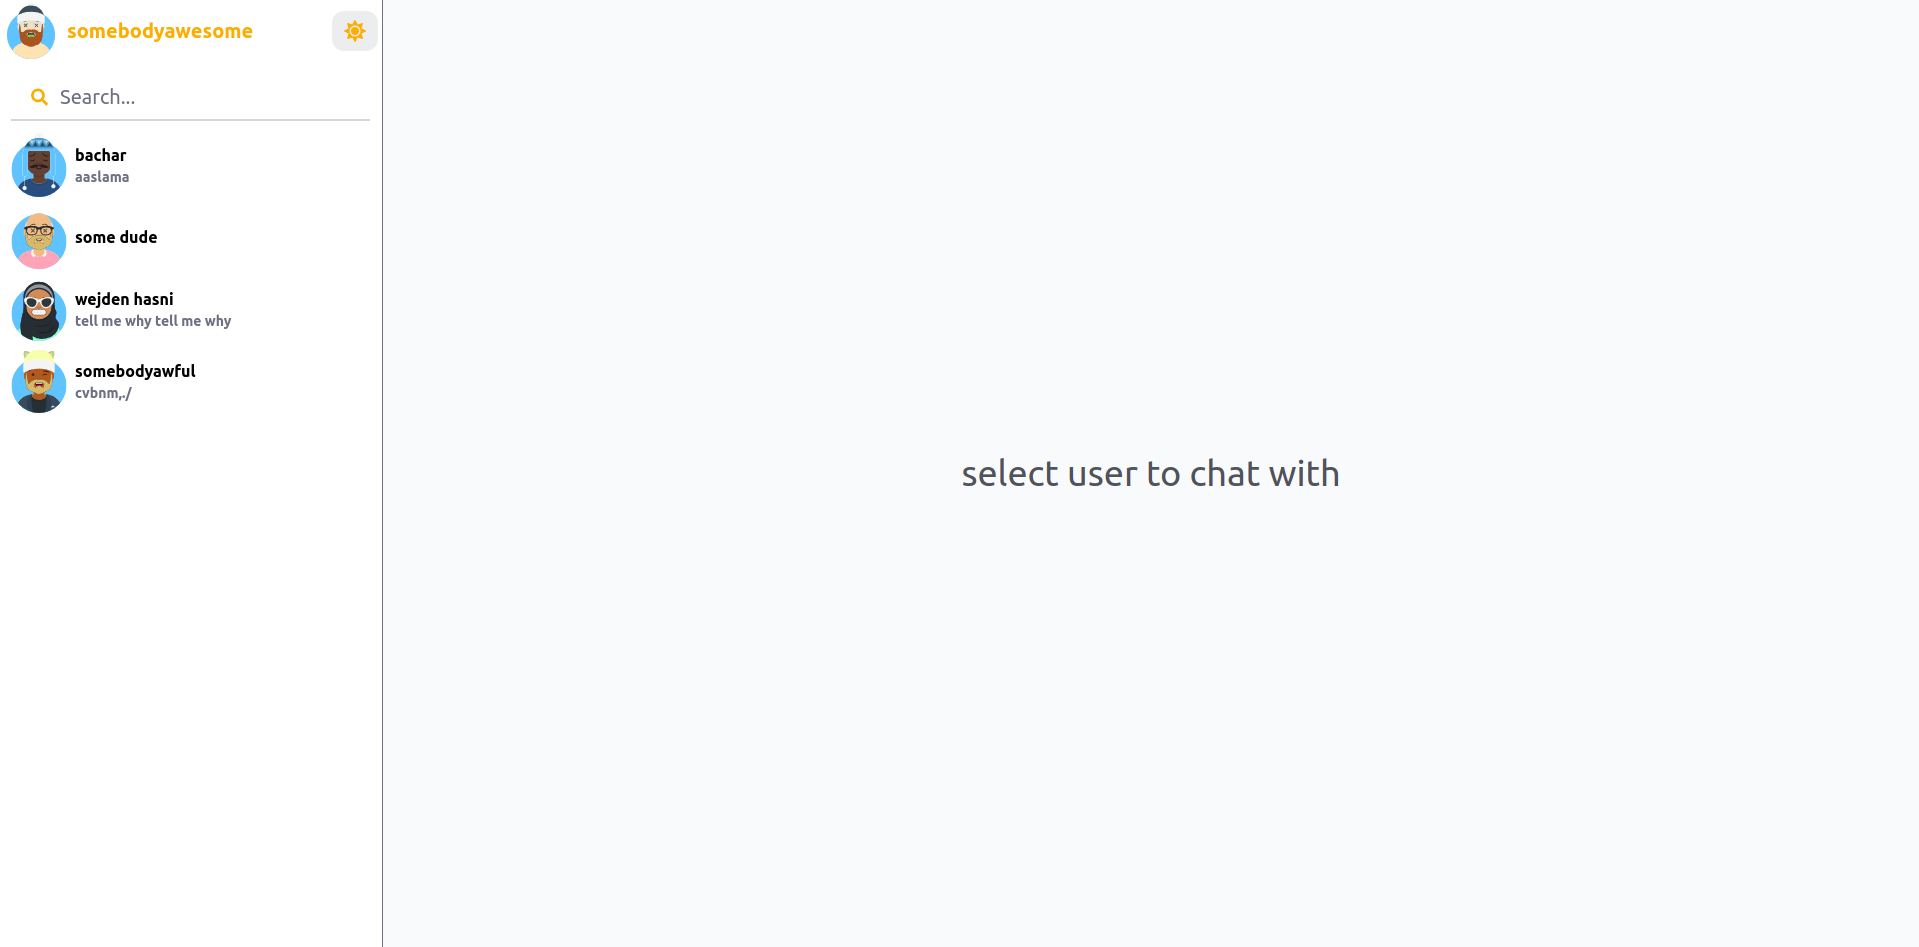 somebodyawesome
Search...
bachar
aaslama
some dude
wejden hasni
tell me why tell me why
somebodyawful
cvbnm,./
select user to chat with